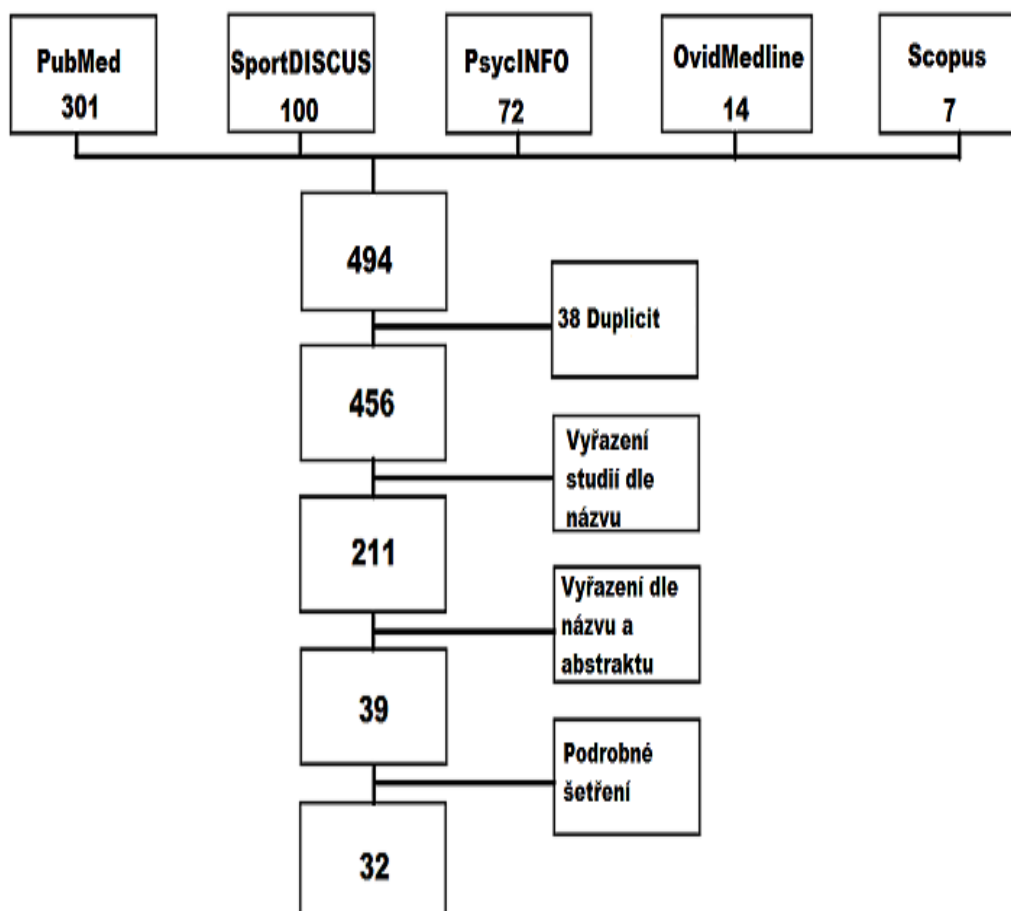 PubMed
301
SportDISCUS
100
PsycINFO
72
OvidMedline
14
Scopus
7
494
38 Duplicit
456
Vyřazení
studií dle
názvu
211
Vyřazení dle
názvu a
abstraktu
39
Podrobné
šetření
32